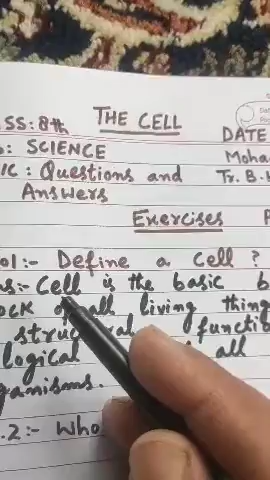 SS: 8th THE CELL DATE
: SCIENCE Moha
IC: Questions and Tr. B.
Answers
Exercises
01:- Define a Cell ?
s:- Cell is the basic b
ock of all living thing
structural functio
logical all
ganisms.
.2:- Who